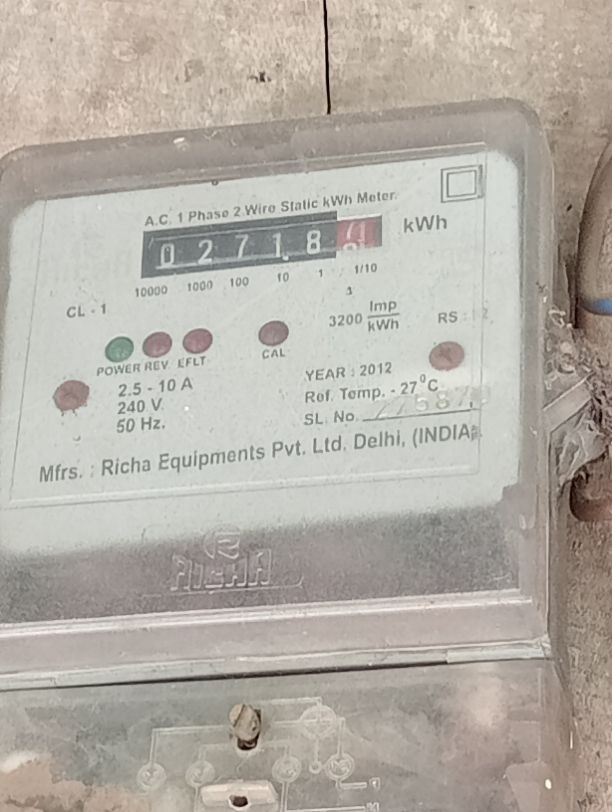 A.C. 1 Phase 2 Wire Static kWh Meter
0 2 7 1 8 kWh
10000 1000 100 10 1 1/10
CL - 1
3200 Imp/kWh
RS :
POWER REV EFLT
CAL
2.5 - 10 A
240 V.
50 Hz.
YEAR : 2012
Ref. Temp. - 27⁰C
SL. No.
Mfrs. : Richa Equipments Pvt. Ltd. Delhi, (INDIA)
RICHA